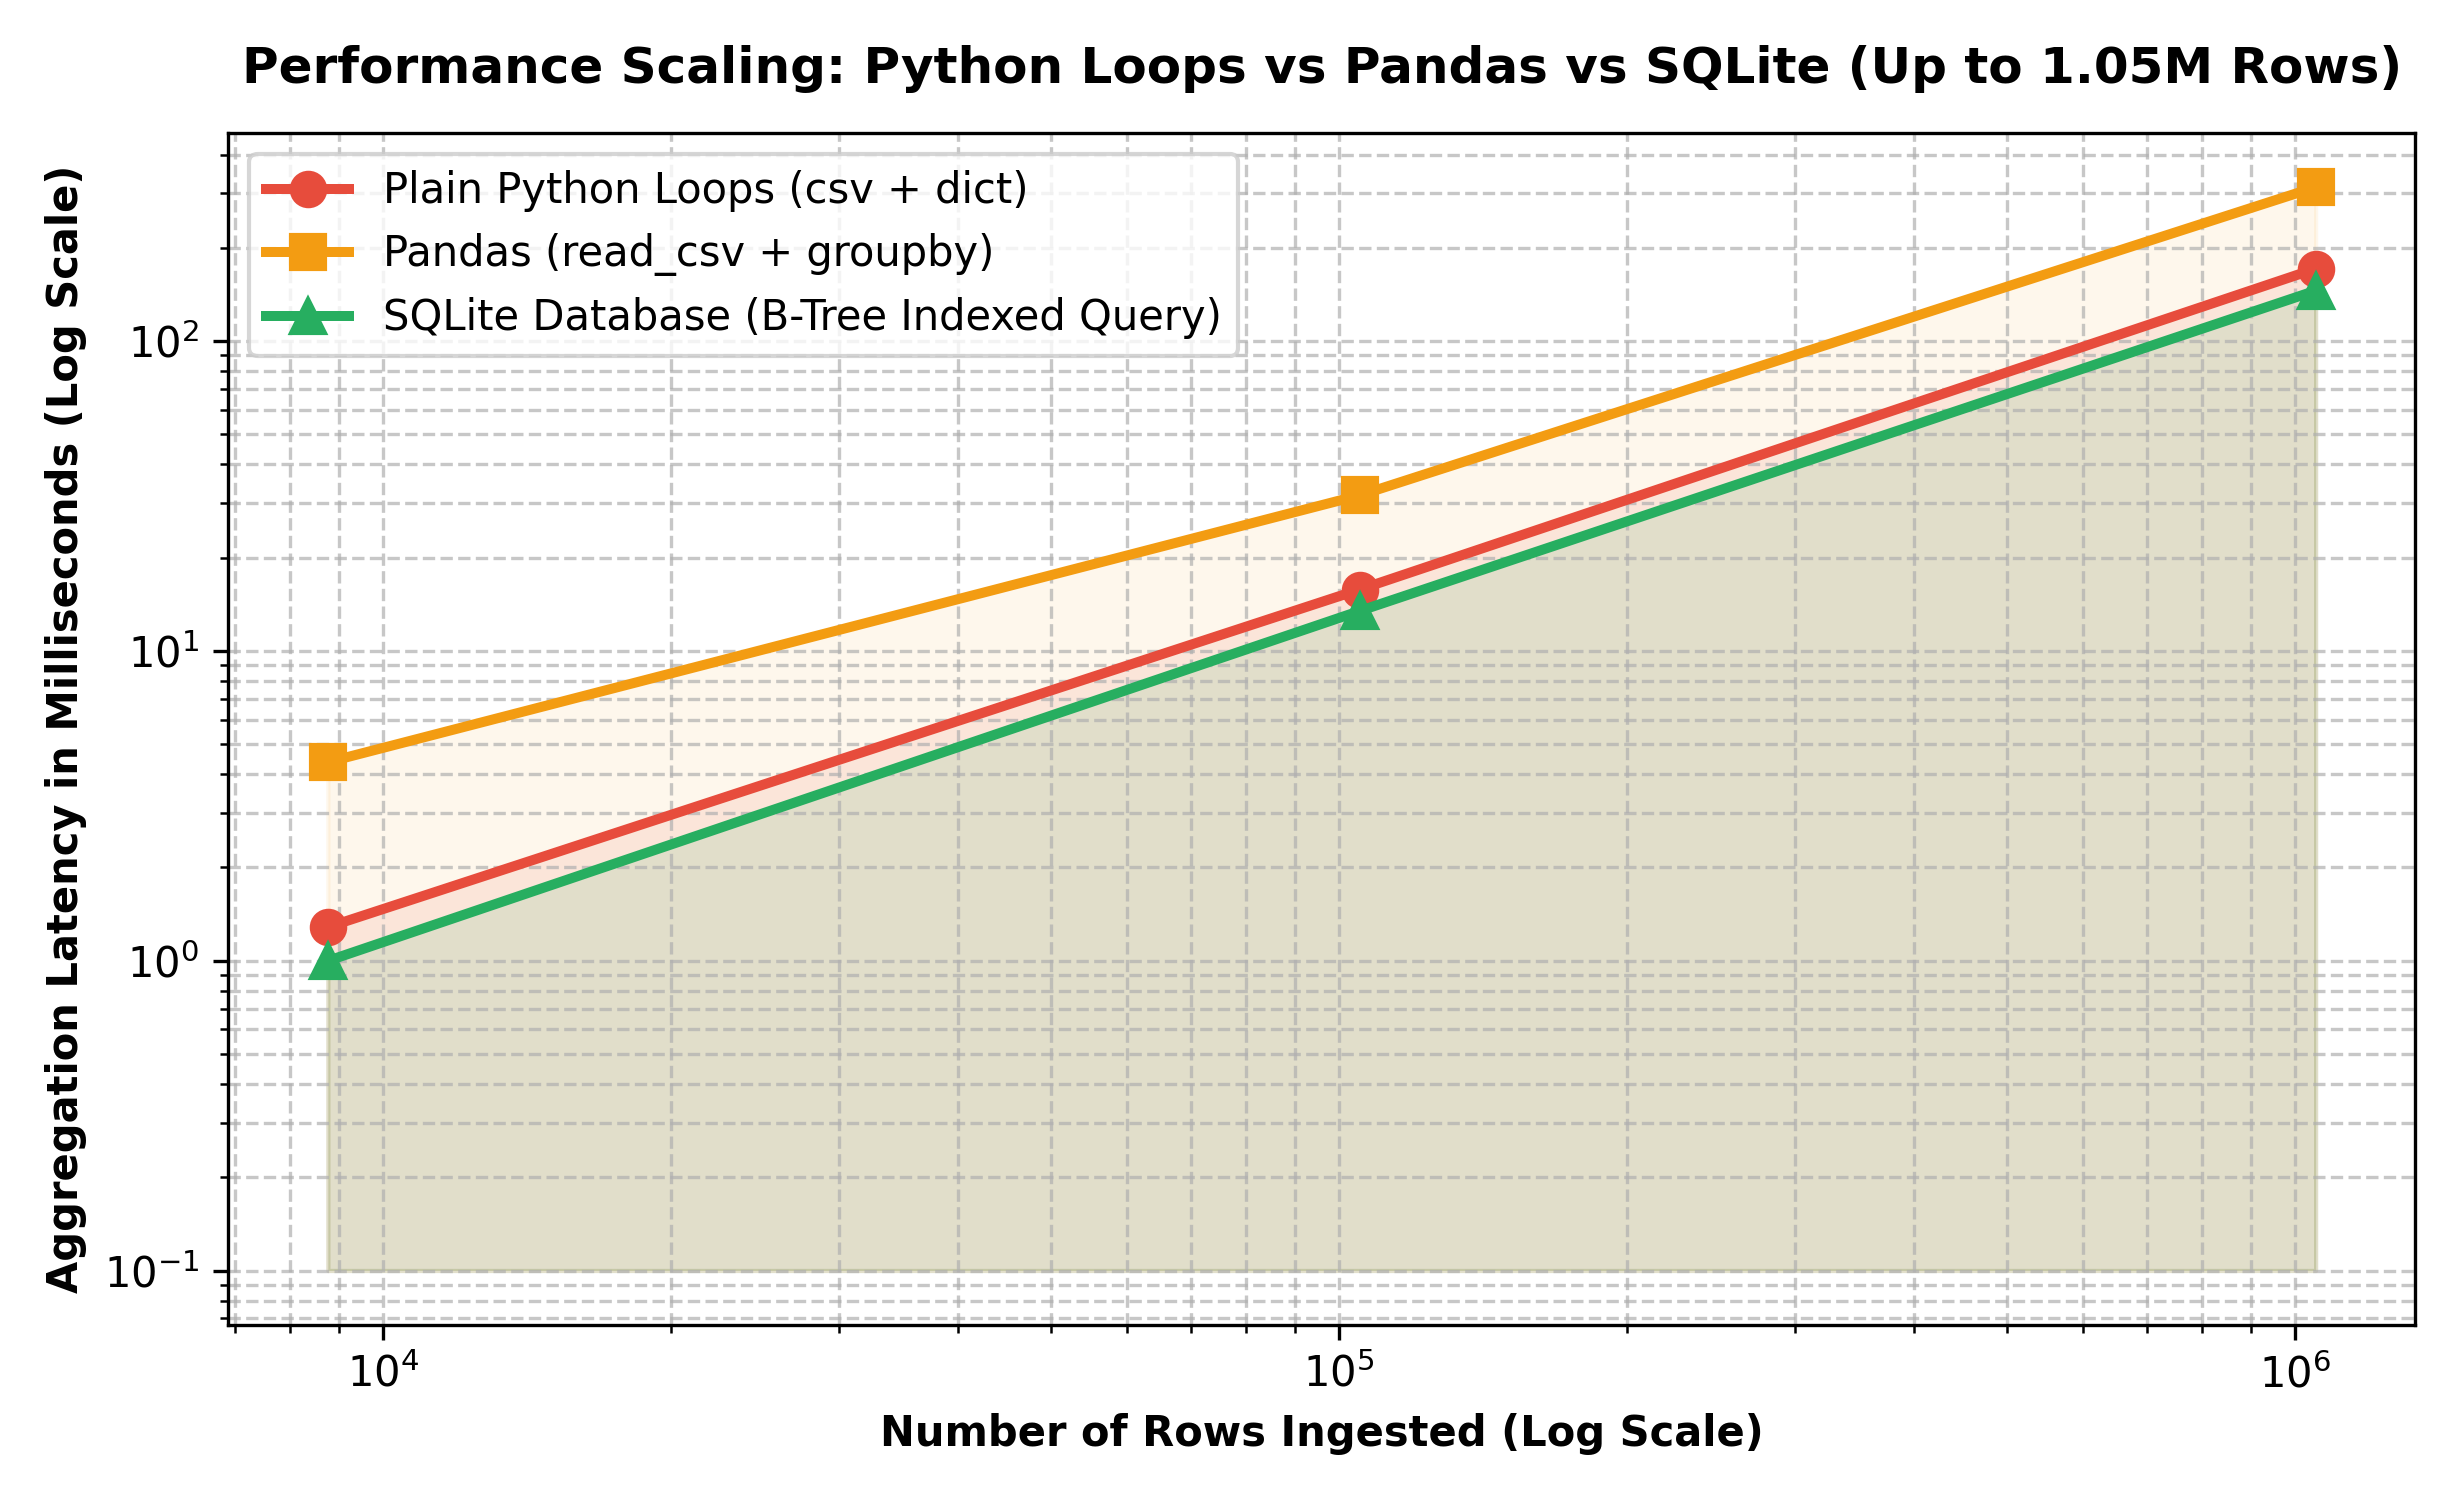 Performance Scaling: Python Loops vs Pandas vs SQLite (Up to 1.05M Rows)
Plain Python Loops (csv + dict)
Pandas (read_csv + groupby)
SQLite Database (B-Tree Indexed Query)
Aggregation Latency in Milliseconds (Log Scale)
10²
10¹
10⁰
10⁻¹
10⁴ 10⁵ 10⁶
Number of Rows Ingested (Log Scale)